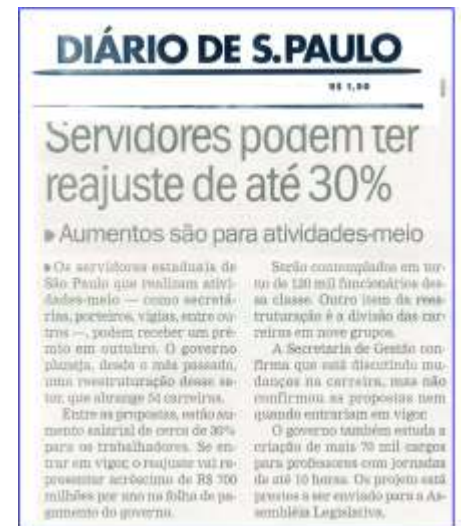 DIÁRIO DE S.PAULO
R$ 1,50
Servidores podem ter
reajuste de até 30%
Aumentos são para atividades-meio
Os servidores estaduais de
São Paulo que realizam ativi-
dades-meio — como secretá-
rias, porteiros, vigias, entre ou-
tros —, podem receber um prê-
mio em outubro. O governo
planeja, desde o mês passado,
uma reestruturação desse se-
tor, que abrange 54 carreiras.
Entre as propostas, estão au-
mento salarial de cerca de 30%
para os trabalhadores. Se en-
trar em vigor, o reajuste vai re-
presentar acréscimo de R$ 700
milhões por ano na folha de pa-
gamento do governo.
Serão contemplados em tor-
no de 120 mil funcionários des-
sa classe. Outro item da rees-
truturação é a divisão das car-
reiras em nove grupos.
A Secretaria de Gestão con-
firma que está discutindo mu-
danças na carreira, mas não
confirmou as propostas nem
quando entrariam em vigor.
O governo também estuda a
criação de mais 70 mil cargos
para professores com jornadas
de até 10 horas. Os projeto está
prestes a ser enviado para a As-
sembléia Legislativa.